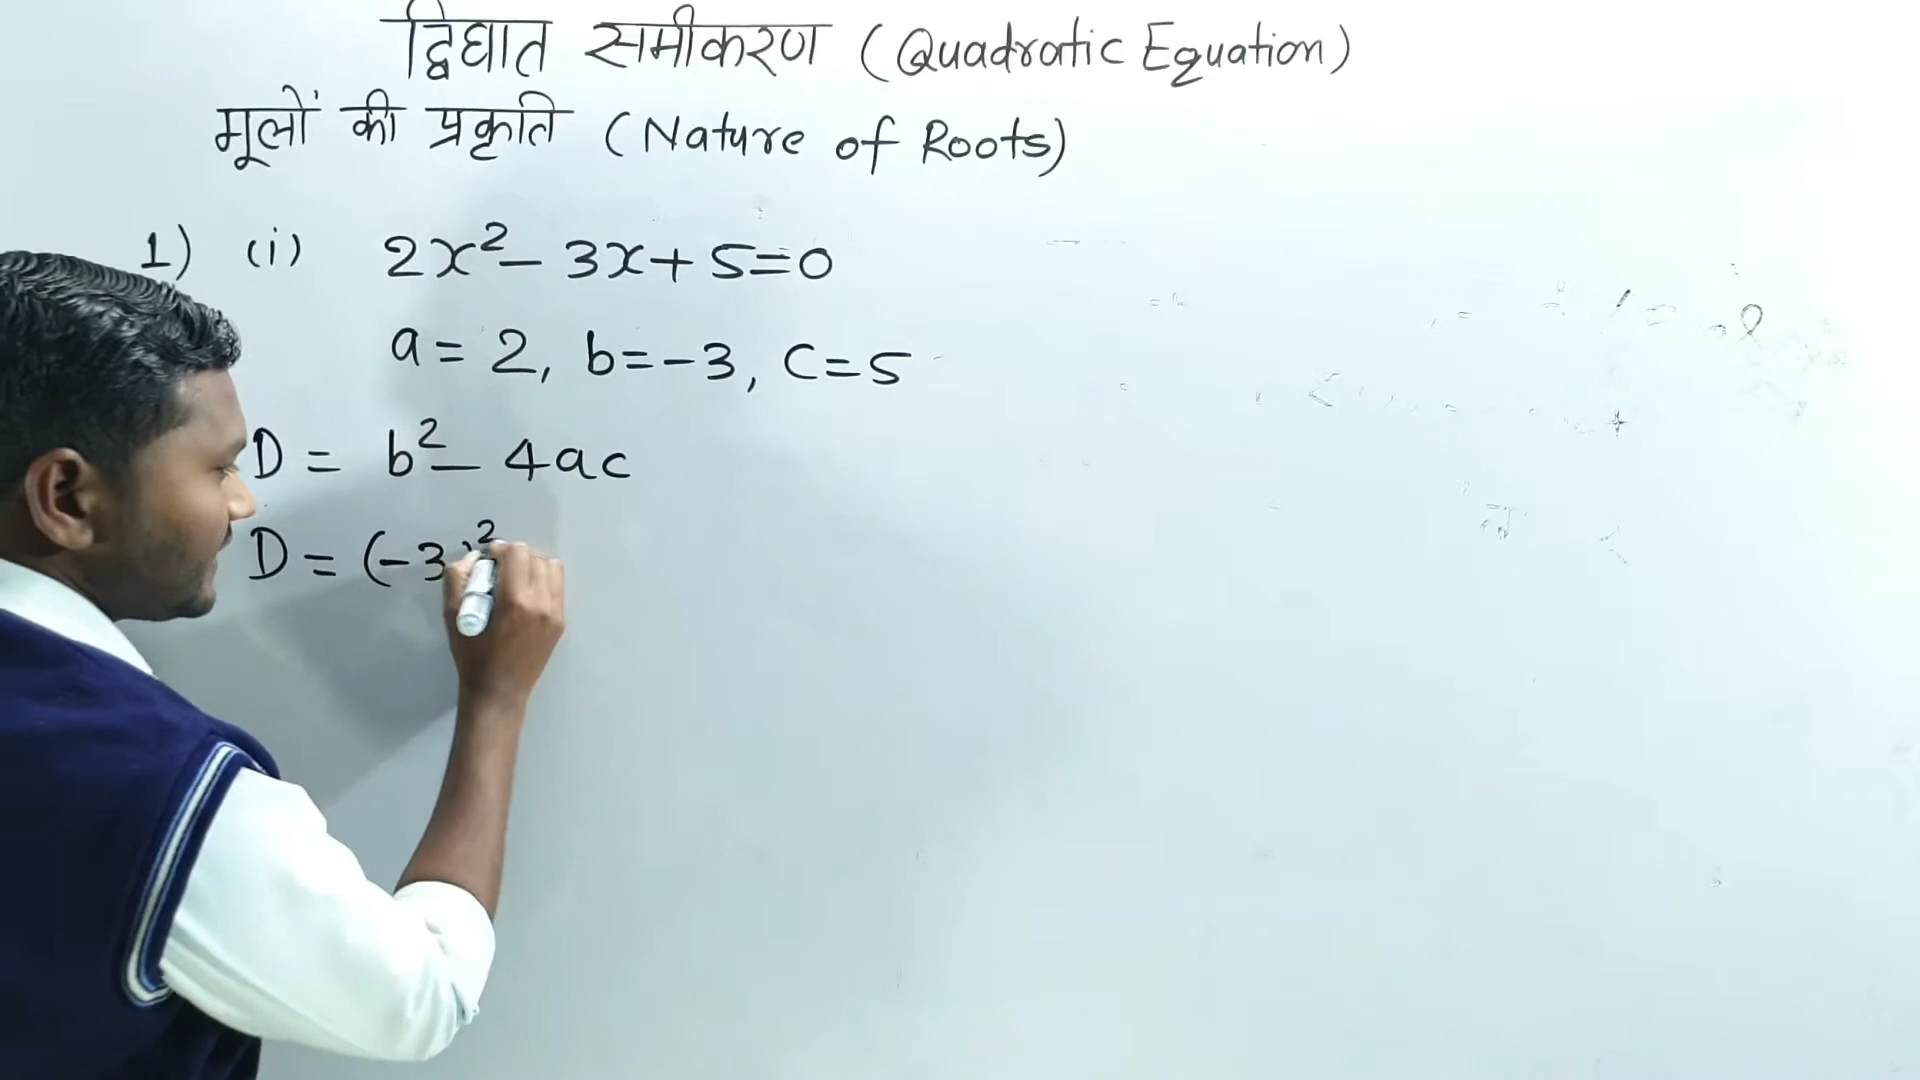 द्विघात समीकरण (Quadratic Equation)
मूलों की प्रकृति (Nature of Roots)
1) (i) 2x²- 3x+5=0
a= 2, b=-3, c=5
D = b²- 4ac
D = (-3)²